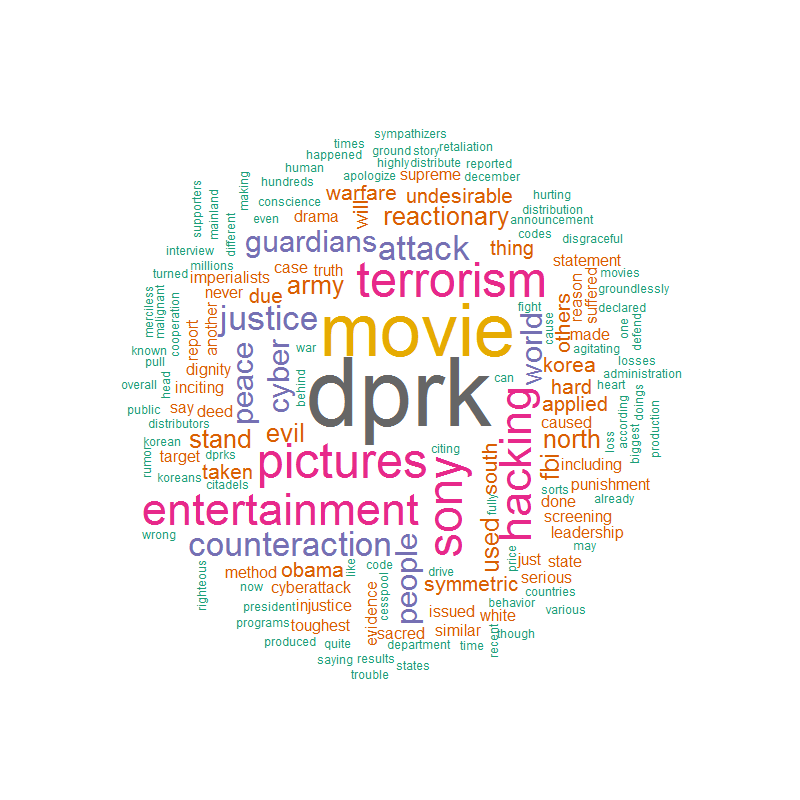 sympathizers
times
ground
story
retaliation
happened
highly
distribute
reported
human
apologize
supreme
december
hundreds
making
warfare
undesirable
hurting
supporters
mainland
conscience
will
distribution
even
drama
reactionary
announcement
different
codes
disgraceful
guardians
attack
thing
interview
statement
turned
millions
case
truth
terrorism
movies
imperialists
reason
suffered
groundlessly
merciless
malignant
cooperation
never
due
army
fight
others
declared
report
another
justice
movie
world
cause
made
one
defend
agitating
known
peace
cyber
war
losses
pull
dignity
korea
administration
head
behind
dprk
can
heart
overall
inciting
hard
according
biggest
doings
production
public
say
deed
applied
loss
distributors
caused
korean
stand
evil
hacking
north
rumor
dprks
citing
south
fbi
target
pictures
sony
including
koreans
taken
citadels
sorts
punishment
fully
already
entertainment
used
done
screening
wrong
counteraction
people
price
leadership
may
righteous
method
obama
like
code
drive
just
state
now
cyberattack
cesspool
symmetric
serious
countries
president
injustice
behavior
various
programs
toughest
evidence
issued
white
sacred
similar
recent
though
produced
quite
department
time
saying
results
states
trouble